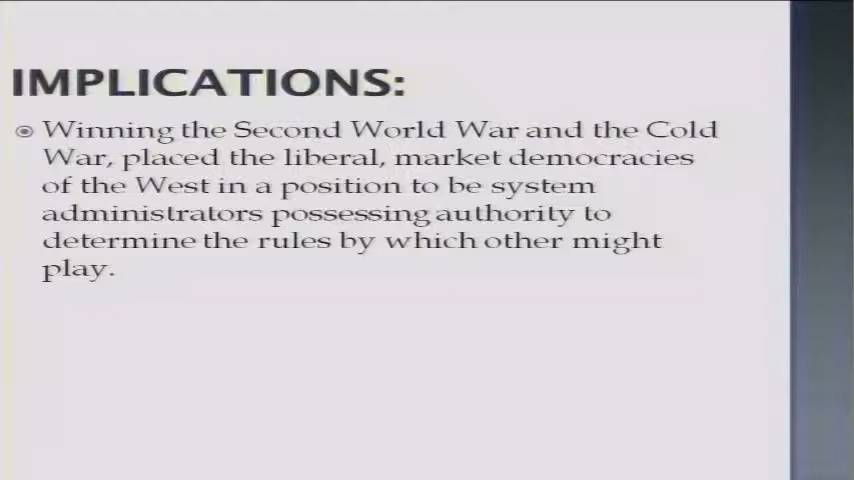 IMPLICATIONS:
Winning the Second World War and the Cold
War, placed the liberal, market democracies
of the West in a position to be system
administrators possessing authority to
determine the rules by which other might
play.